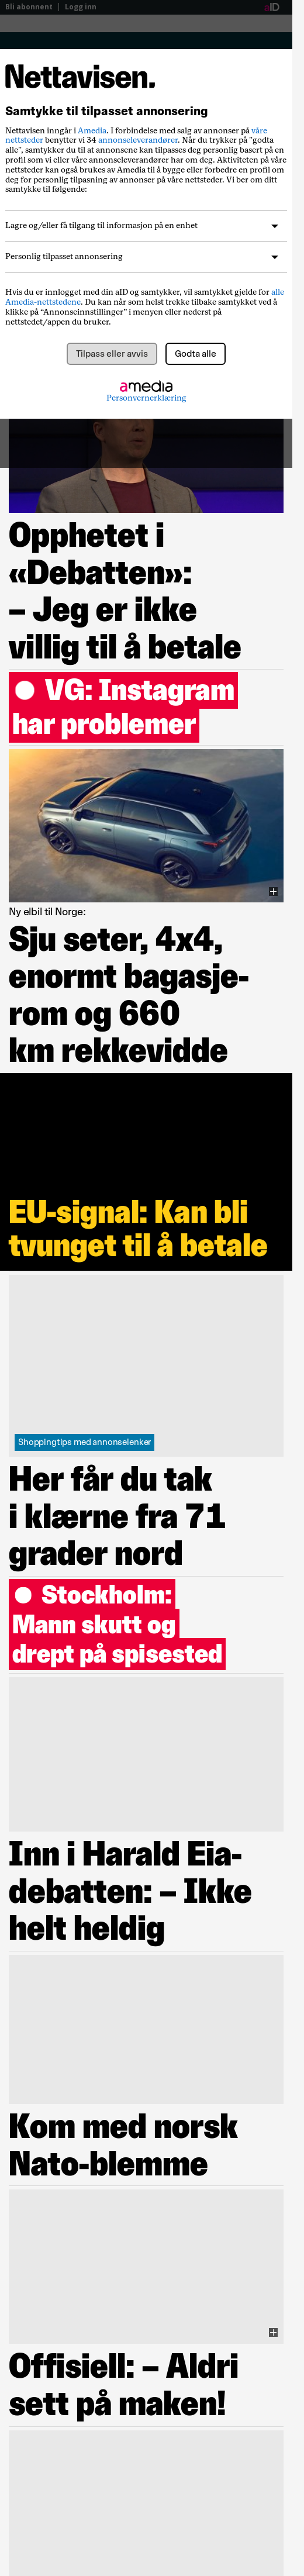 Bli abonnent | Logg inn
aID
Nettavisen.
Samtykke til tilpasset annonsering
Nettavisen inngår i Amedia. I forbindelse med salg av annonser på våre
nettsteder benytter vi 34 annonseleverandører. Når du trykker på "godta
alle", samtykker du til at annonsene kan tilpasses deg personlig basert på en
profil som vi eller våre annonseleverandører har om deg. Aktiviteten på våre
nettsteder kan også brukes av Amedia til å bygge eller forbedre en profil om
deg for personlig tilpasning av annonser på våre nettsteder. Vi ber om ditt
samtykke til følgende:
Lagre og/eller få tilgang til informasjon på en enhet
Personlig tilpasset annonsering
Hvis du er innlogget med din aID og samtykker, vil samtykket gjelde for alle
Amedia-nettstedene. Du kan når som helst trekke tilbake samtykket ved å
klikke på “Annonseinnstillinger” i menyen eller nederst på
nettstedet/appen du bruker.
Tilpass eller avvis Godta alle
amedia
Personvernerklæring
Opphetet i
«Debatten»:
– Jeg er ikke
villig til å betale
VG: Instagram
har problemer
Ny elbil til Norge:
Sju seter, 4x4,
enormt bagasje-
rom og 660
km rekkevidde
EU-signal: Kan bli
tvunget til å betale
Shoppingtips med annonselenker
Her får du tak
i klærne fra 71
grader nord
Stockholm:
Mann skutt og
drept på spisested
Inn i Harald Eia-
debatten: – Ikke
helt heldig
Kom med norsk
Nato-blemme
Offisiell: – Aldri
sett på maken!